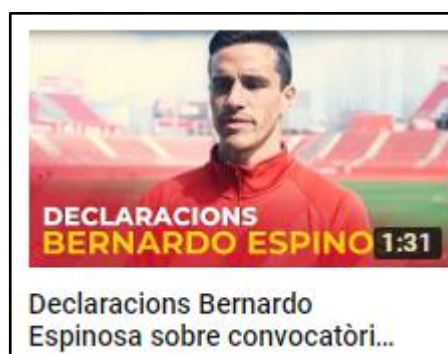 DECLARACIONS
BERNARDO ESPINO
1:31
Declaracions Bernardo
Espinosa sobre convocatòri...